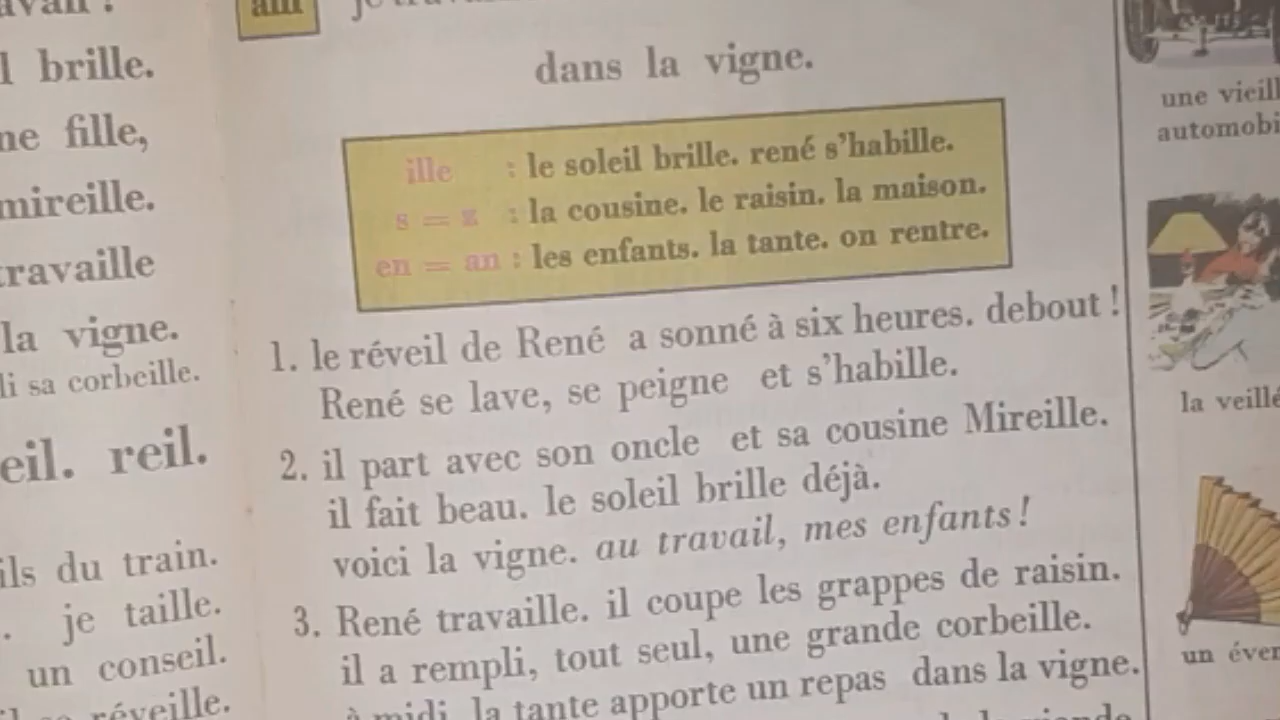 brille.
fille,
mireille.
travaille
la vigne.
sa corbeille.
eil. reil.
ils du train.
je taille.
un conseil.
réveille.
dans la vigne.
ille : le soleil brille. rené s'habille.
s = z : la cousine. le raisin. la maison.
en = an : les enfants. la tante. on rentre.
1. le réveil de René a sonné à six heures. debout !
René se lave, se peigne et s'habille.
2. il part avec son oncle et sa cousine Mireille.
il fait beau. le soleil brille déjà.
voici la vigne. au travail, mes enfants !
3. René travaille. il coupe les grappes de raisin.
il a rempli, tout seul, une grande corbeille.
à midi, la tante apporte un repas dans la vigne.
une vieill
automobi
la veillé
un éven